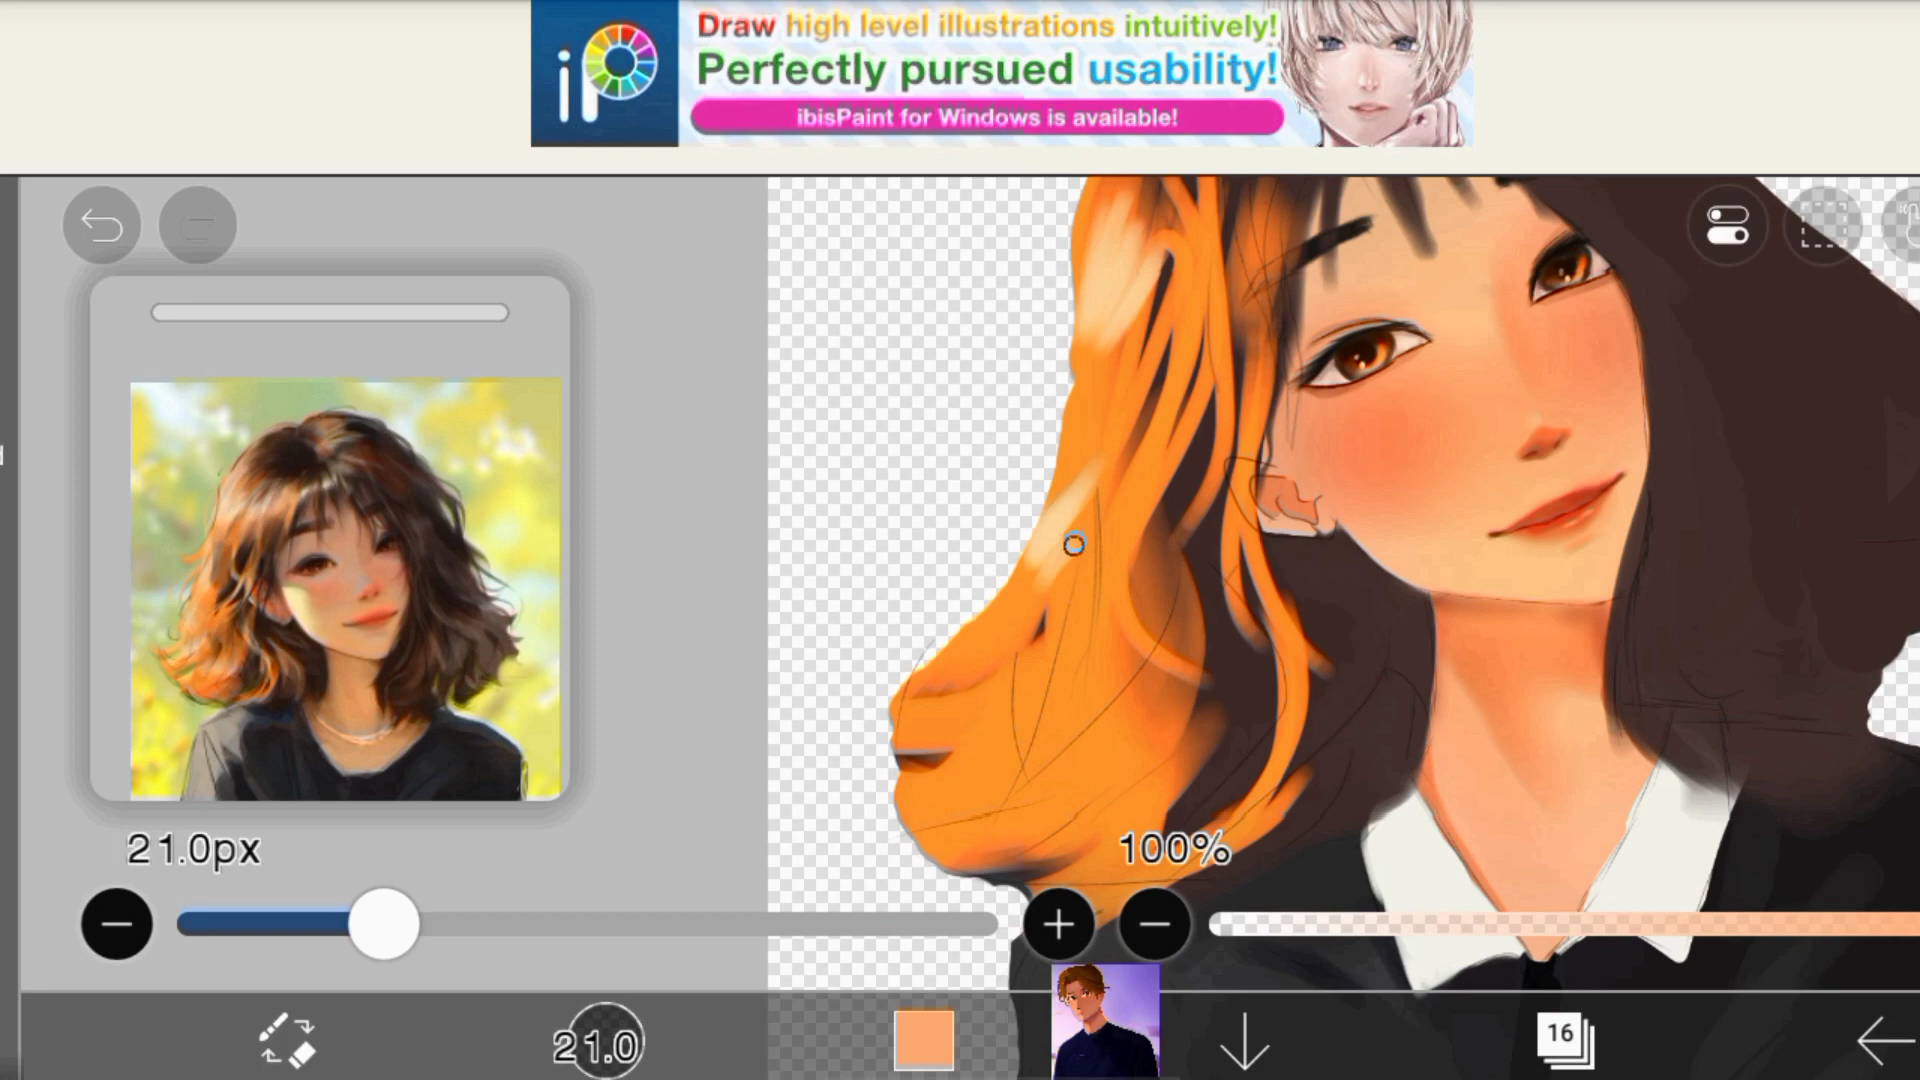 iP
Draw high level illustrations intuitively!
Perfectly pursued usability!
ibisPaint for Windows is available!
21.0px
100%
21.0
16